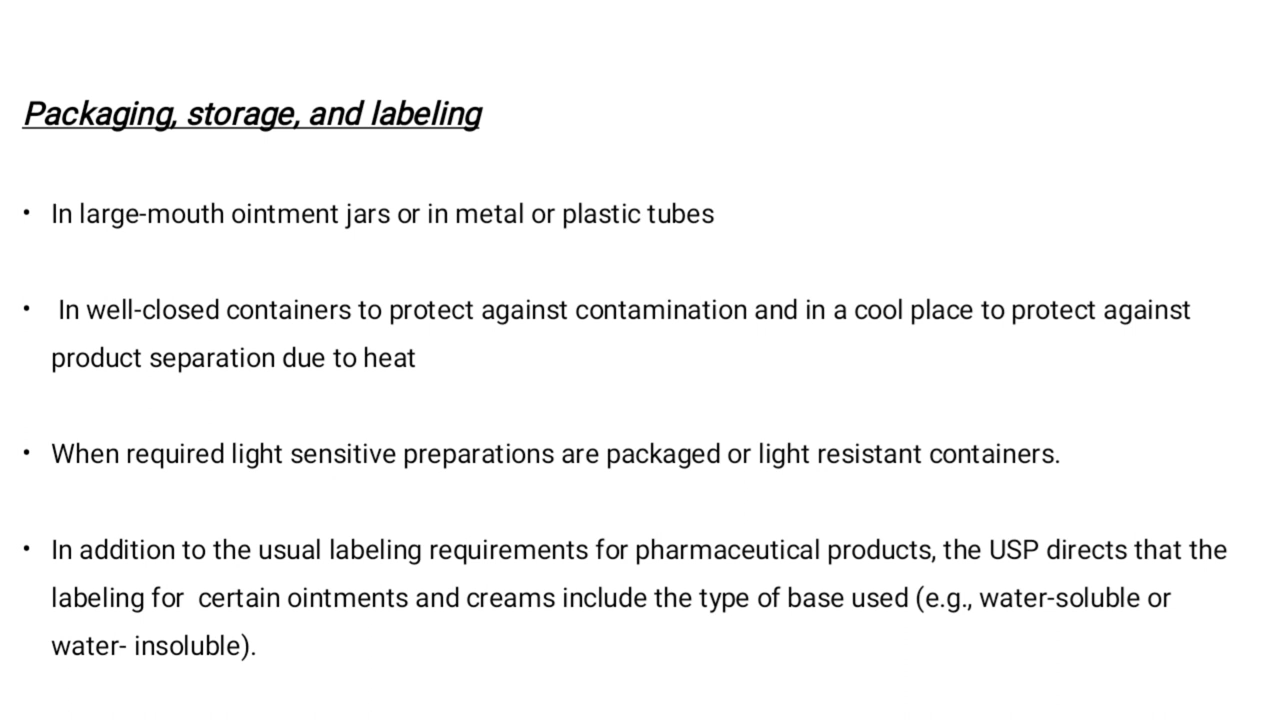 Packaging, storage, and labeling
• In large-mouth ointment jars or in metal or plastic tubes
• In well-closed containers to protect against contamination and in a cool place to protect against
product separation due to heat
• When required light sensitive preparations are packaged or light resistant containers.
• In addition to the usual labeling requirements for pharmaceutical products, the USP directs that the
labeling for certain ointments and creams include the type of base used (e.g., water-soluble or
water- insoluble).